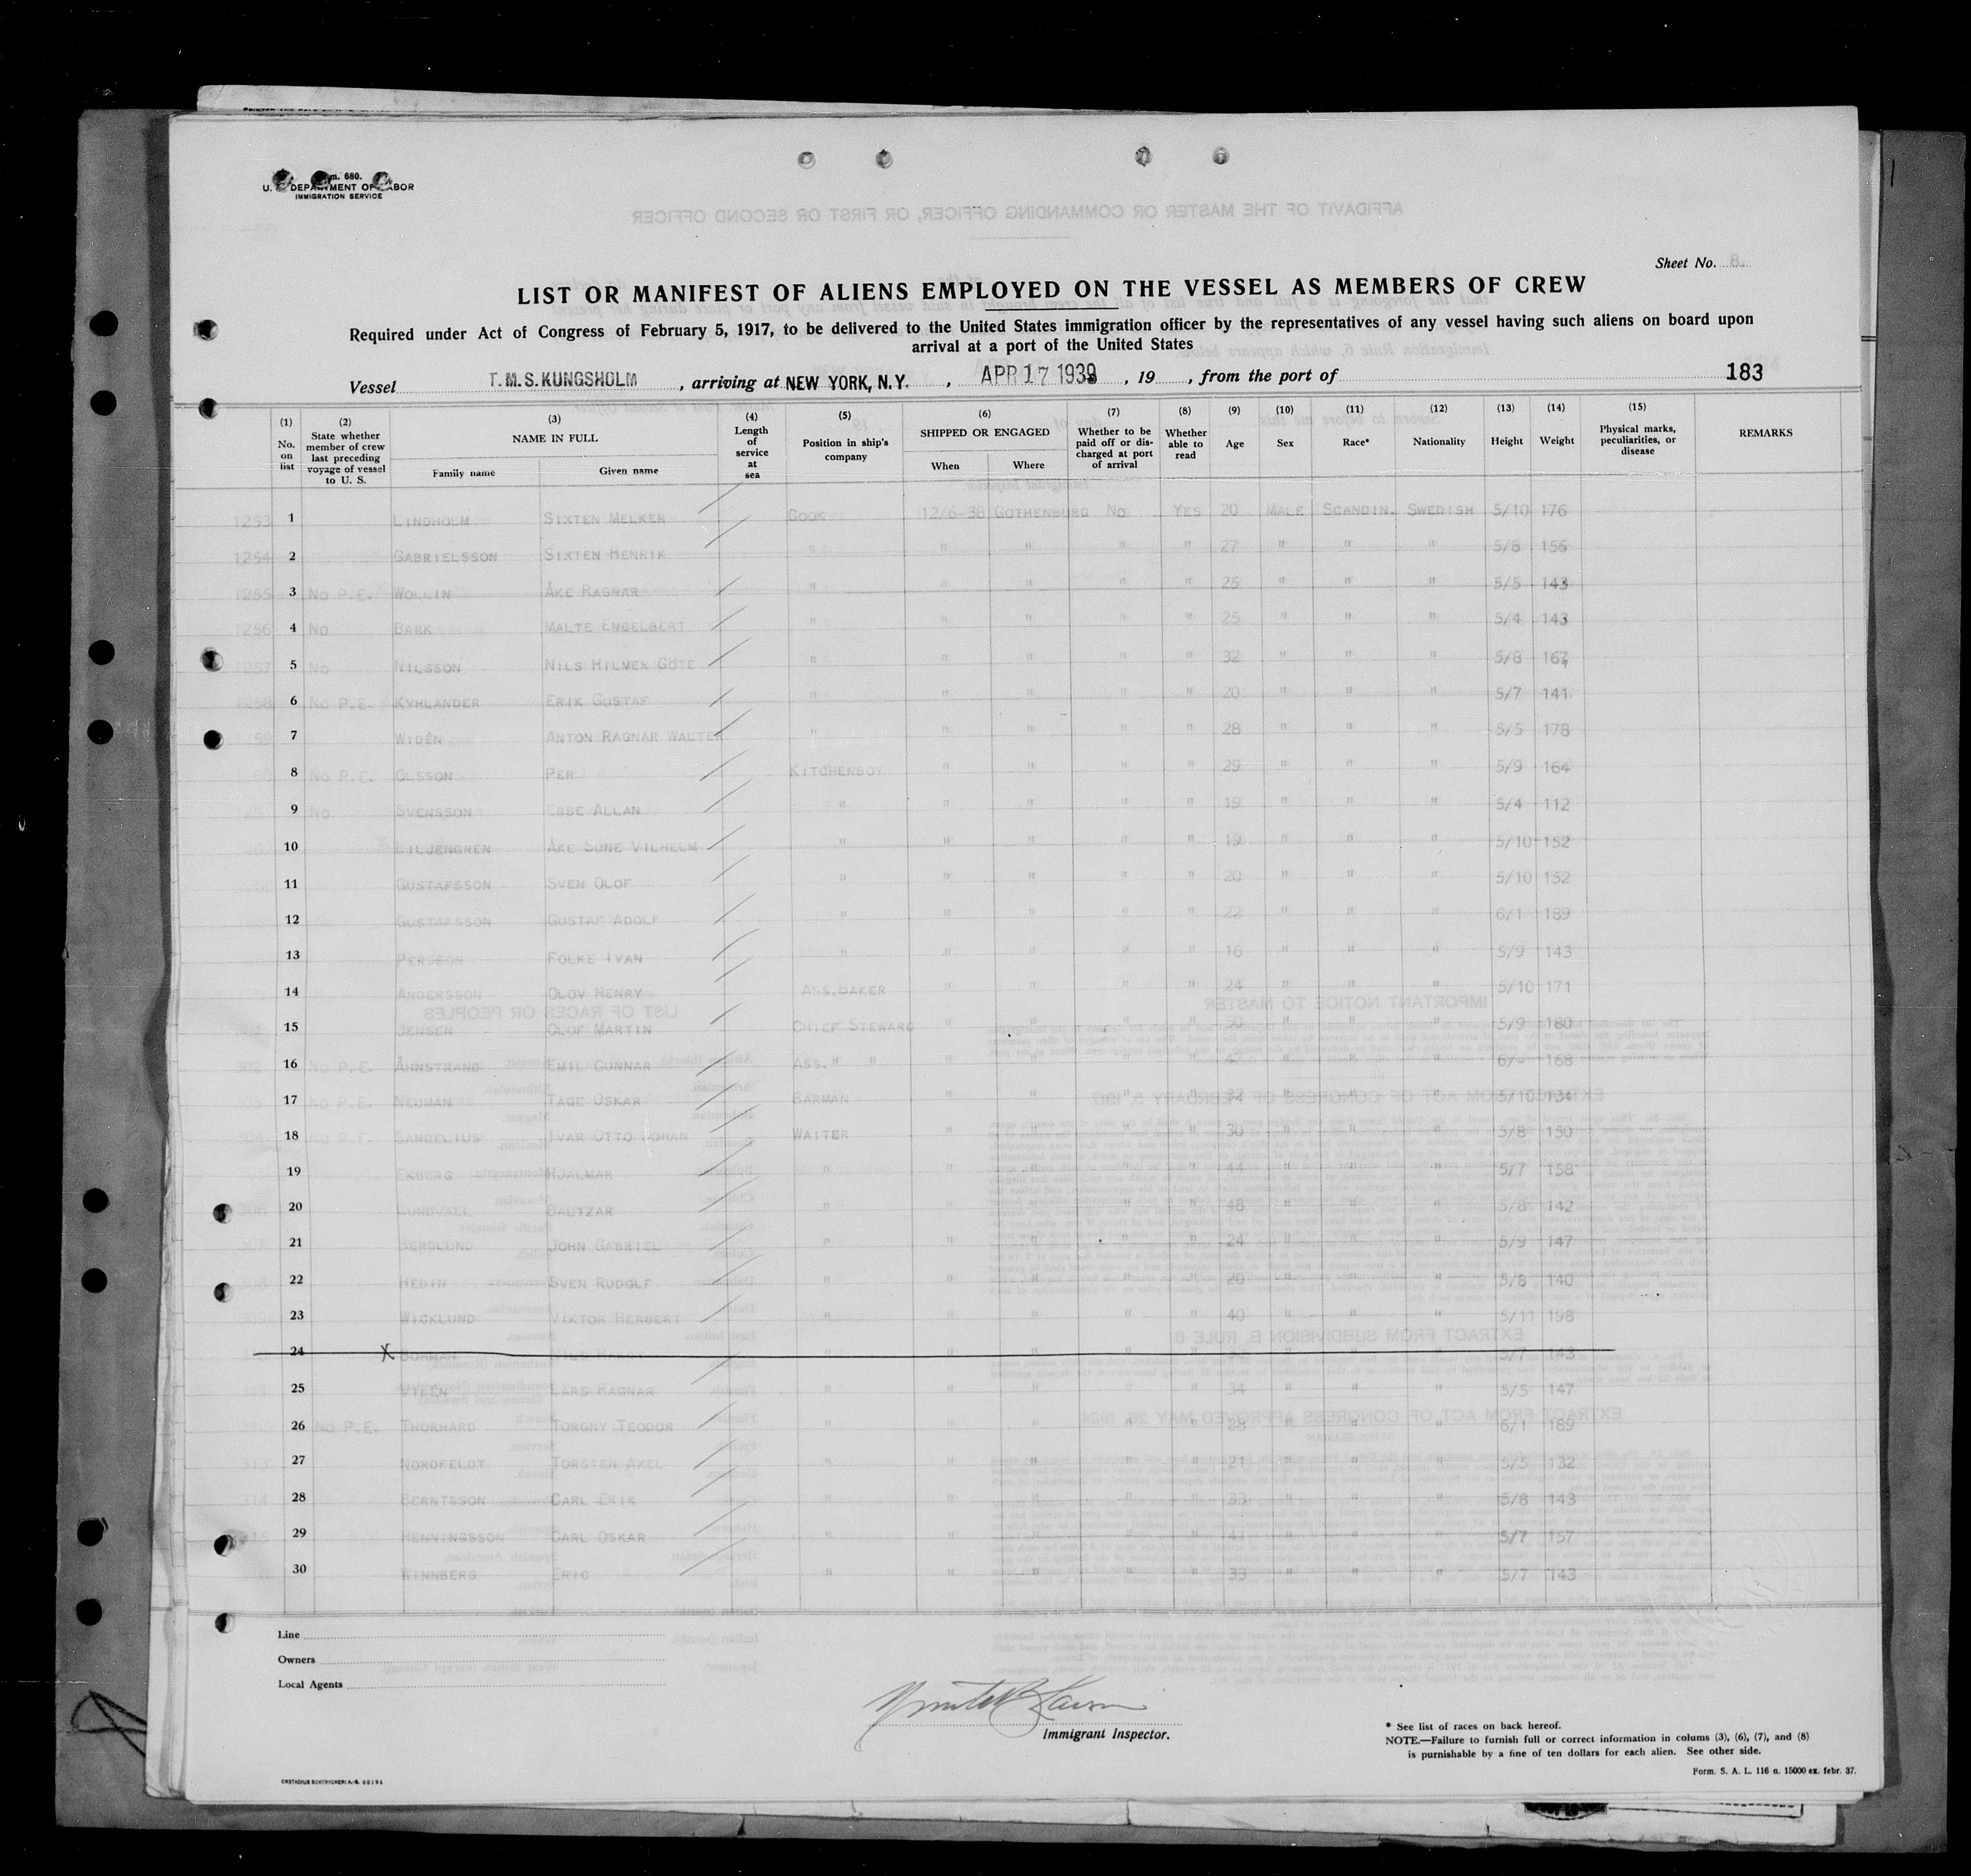 m. 680.
U. DEPARTMENT OF LABOR
IMMIGRATION SERVICE
Sheet No. 8.
LIST OR MANIFEST OF ALIENS EMPLOYED ON THE VESSEL AS MEMBERS OF CREW
Required under Act of Congress of February 5, 1917, to be delivered to the United States immigration officer by the representatives of any vessel having such aliens on board upon
arrival at a port of the United States
Vessel T.M.S. KUNGSHOLM, arriving at NEW YORK, N.Y., APR 17 1939, 19 , from the port of 183
(1) No. on list (2) State whether member of crew last preceding voyage of vessel to U. S. (3) NAME IN FULL Family name Given name (4) Length of service at sea (5) Position in ship's company (6) SHIPPED OR ENGAGED When Where (7) Whether to be paid off or discharged at port of arrival (8) Whether able to read (9) Age (10) Sex (11) Race* (12) Nationality (13) Height (14) Weight (15) Physical marks, peculiarities, or disease REMARKS
1253 1 LINDHOLM SIXTEN MELKER COOK 12/6-38 GOTHENBURG NO YES 20 MALE SCANDIN. SWEDISH 5/10 176
1254 2 GABRIELSSON SIXTEN HENRIK " " " " " 27 " " " 5/8 156
1255 3 NO P.E. WOLLIN ÅKE RAGNAR " " " " " 25 " " " 5/5 143
1256 4 NO BARK MALTE ENGELBERT " " " " " 25 " " " 5/4 143
1257 5 NO NILSSON NILS HILMER GÖTE " " " " " 32 " " " 5/8
1258 6 NO P.E. KYHLANDER ERIK GUSTAF " " " " " 20 " " " 5/7 141
7 WIDÉN ANTON RAGNAR WALTER " " " " " 28 " " " 5/5 178
8 NO P.E. OLSSON PER KITCHENBOY " " " " 29 " " " 5/9 164
9 NO SVENSSON EBBE ALLAN " " " " " 19 " " " 5/4 112
10 LILJENGREN ÅKE SUNE VILHELM " " " " " 19 " " " 5/10 152
11 GUSTAFSSON SVEN OLOF " " " " " 20 " " " 5/10 152
12 GUSTAFSSON GUSTAF ADOLF " " " " " 22 " " " 6/1 189
13 PERSSON FOLKE IVAN " " " " " 16 " " " 5/9 143
14 ANDERSSON OLOV HENRY ASS. BAKER " " " " 24 " " " 5/10 171
15 JENSEN OLOF MARTIN CHIEF STEWARD " " " " 50 " " " 5/9 180
16 NO P.E. ÅHNSTRAND EMIL GUNNAR ASS. " " " " " " " " " 6/- 168
17 NO P.E. NEUMAN TAGE OSKAR BARMAN " " " " 32 " " " 5/10 134
18 NO P.E. SANDELIUS IVAR OTTO JOHAN WAITER " " " " 30 " " " 5/8 150
19 EKBERG HJALMAR " " " " " 44 " " " 5/7 158
20 LUNDVALL BALTZAR " " " " " 48 " " " 5/8 142
21 BERGLUND JOHN GABRIEL " " " " " 24 " " " 5/9 147
22 HEDIN SVEN RUDOLF " " " " " 20 " " " 5/8 140
23 WICKLUND VIKTOR HERBERT " " " " " 40 " " " 5/11 198
24 X 5/7 143
25 VIDÉN LARS RAGNAR " " " " " 34 " " " 5/5 147
26 NO P.E. THORHARD TORGNY TEODOR " " " " " 28 " " " 6/1 189
27 NORDFELDT TORSTEN AXEL " " " " " 21 " " " 5/5 132
28 BERNTSSON CARL ERIK " " " " " 33 " " " 5/8 143
29 HENNINGSSON CARL OSKAR " " " " " 41 " " " 5/7 157
30 WINNBERG ERIC " " " " " 33 " " " 5/7 143
Line
Owners
Local Agents
Immigrant Inspector.
* See list of races on back hereof.
NOTE.—Failure to furnish full or correct information in colums (3), (6), (7), and (8)
is punishable by a fine of ten dollars for each alien. See other side.
Form. S. A. L. 116 n. 15000 ex. febr. 37.